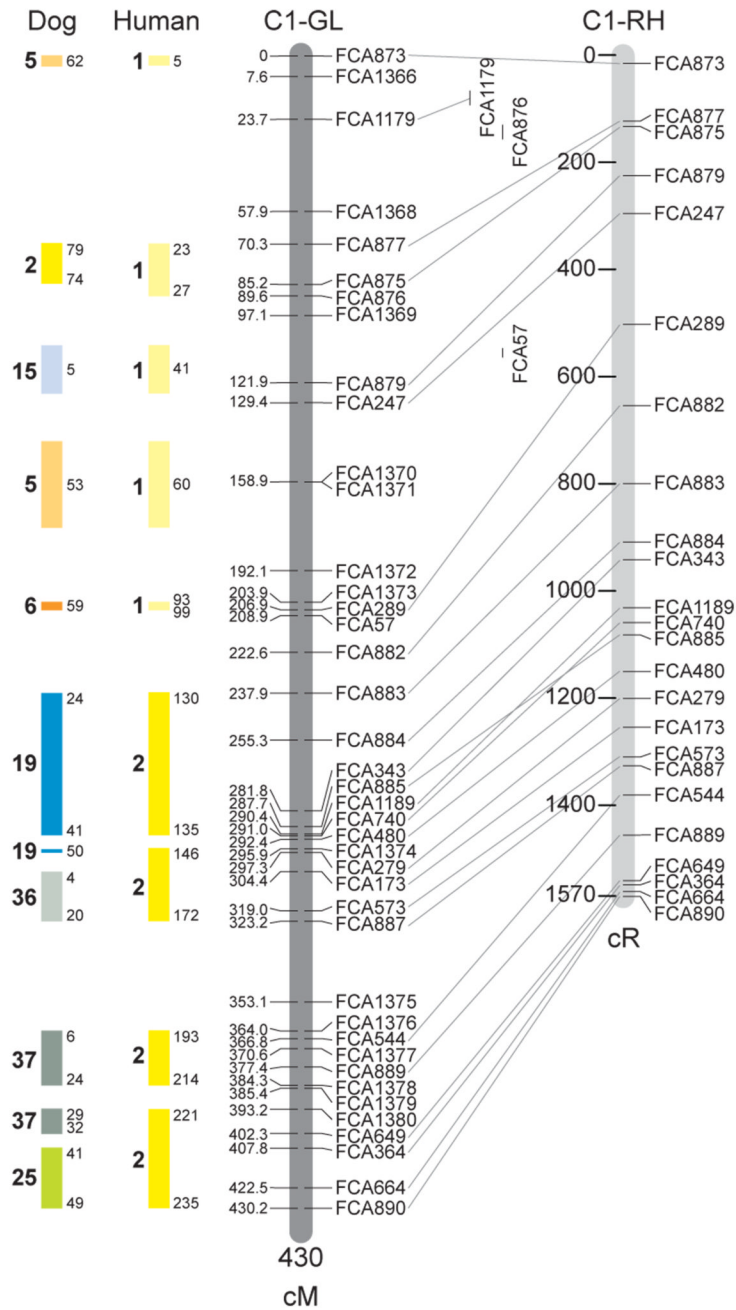 Dog Human C1-GL C1-RH
5 62 1 5
2 79 74 1 23 27
15 5 1 41
5 53 1 60
6 59 1 93 99
19 24 41 2 130 135
19 50 2 146 172
36 4 20
37 6 24 2 193 214
37 29 32 2 221 235
25 41 49
0 FCA873
7.6 FCA1366
23.7 FCA1179
57.9 FCA1368
70.3 FCA877
85.2 FCA875
89.6 FCA876
97.1 FCA1369
121.9 FCA879
129.4 FCA247
158.9 FCA1370
FCA1371
192.1 FCA1372
203.9 FCA1373
206.9 FCA289
208.9 FCA57
222.6 FCA882
237.9 FCA883
255.3 FCA884
281.8 FCA343
287.7 FCA885
290.4 FCA1189
291.0 FCA740
292.4 FCA480
295.9 FCA1374
297.3 FCA279
304.4 FCA173
319.0 FCA573
323.2 FCA887
353.1 FCA1375
364.0 FCA1376
366.8 FCA544
370.6 FCA1377
377.4 FCA889
384.3 FCA1378
385.4 FCA1379
393.2 FCA1380
402.3 FCA649
407.8 FCA364
422.5 FCA664
430.2 FCA890
430
cM
FCA1179
FCA876
FCA57
0
200
400
600
800
1000
1200
1400
1570
FCA873
FCA877
FCA875
FCA879
FCA247
FCA289
FCA882
FCA883
FCA884
FCA343
FCA1189
FCA740
FCA885
FCA480
FCA279
FCA173
FCA573
FCA887
FCA544
FCA889
FCA649
FCA364
FCA664
FCA890
cR